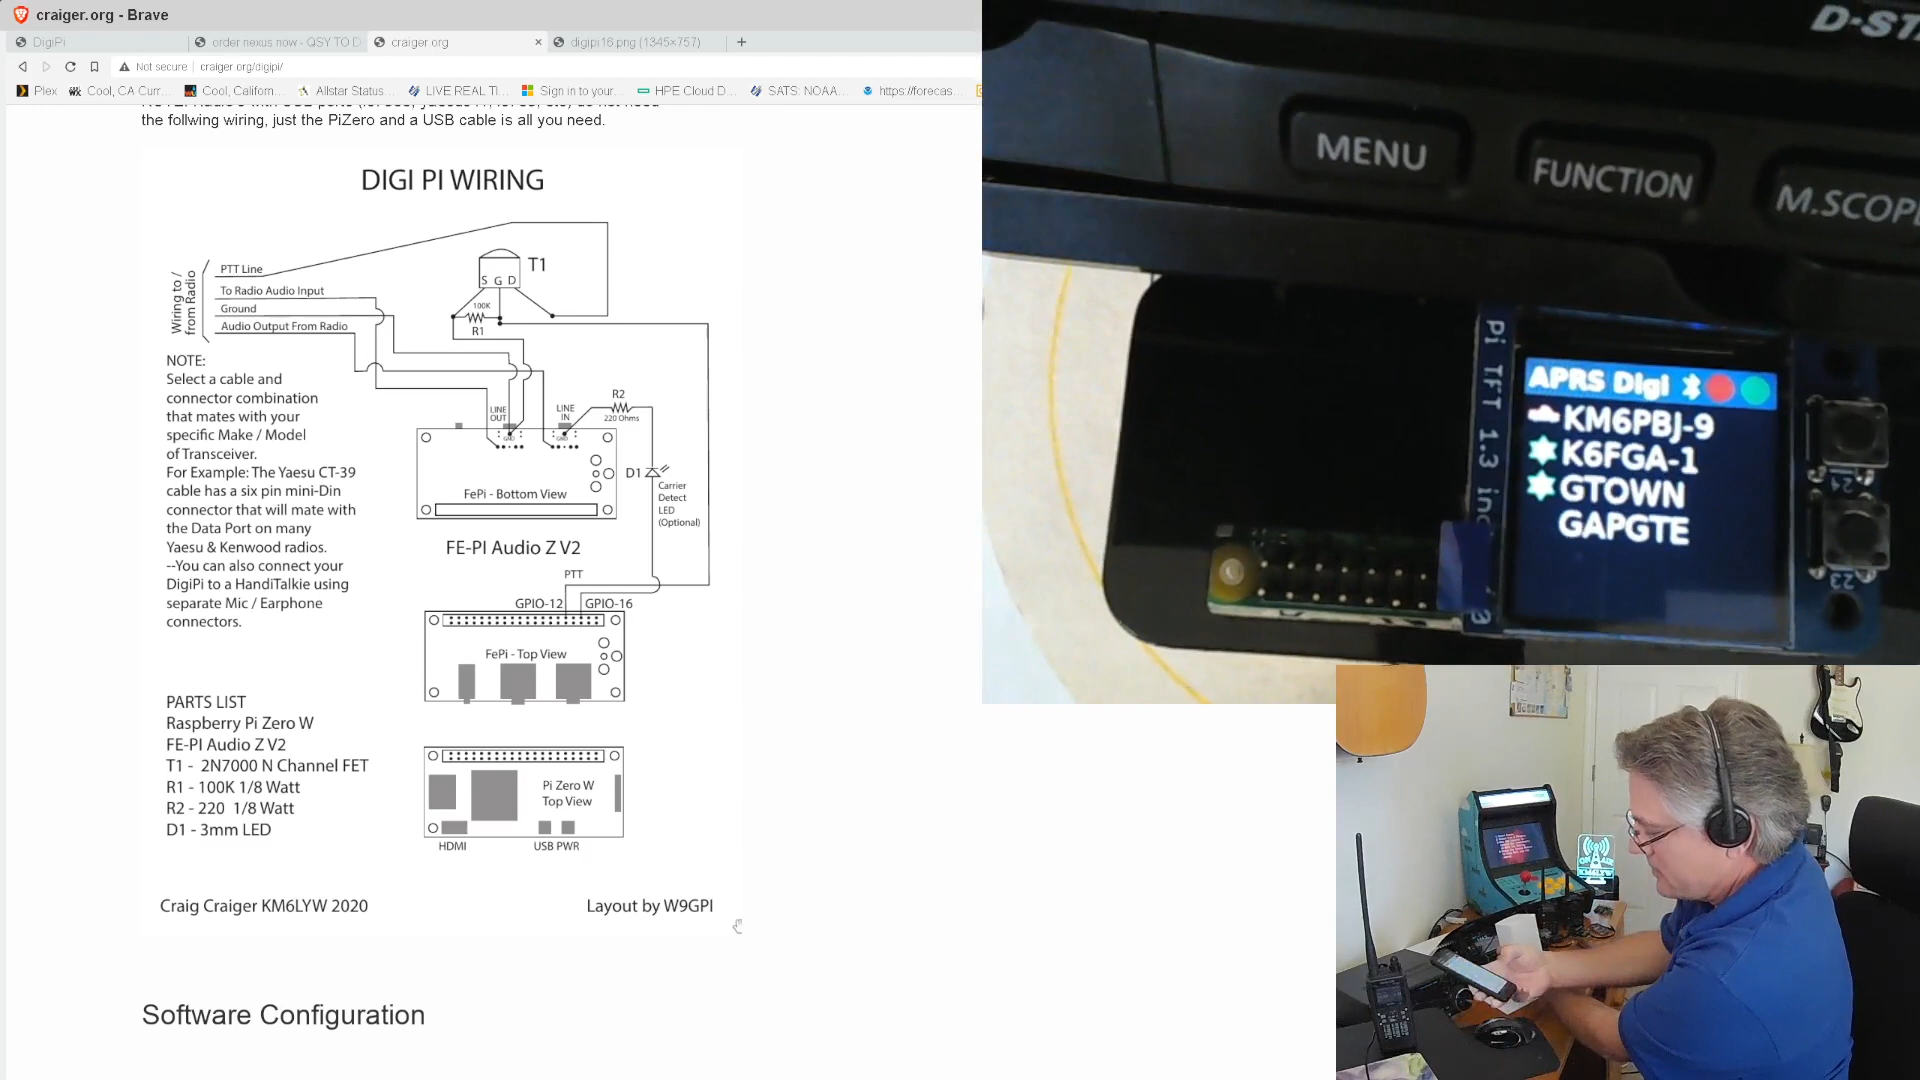 craiger.org - Brave
DigiPi
order nexus now - QSY TO D
craiger org
digipi16.png (1345×757)
Not secure
craiger.org/digipi/
Plex
Cool, CA Curr...
Cool, Californ...
Allstar Status...
LIVE REAL TI...
Sign in to your...
HPE Cloud D...
SATS: NOAA...
https://forecas...
the follwing wiring, just the PiZero and a USB cable is all you need.
DIGI PI WIRING
Wiring to /
from Radio
PTT Line
To Radio Audio Input
Ground
Audio Output From Radio
T1
S G D
100K
R1
NOTE:
Select a cable and
connector combination
that mates with your
specific Make / Model
of Transceiver.
For Example: The Yaesu CT-39
cable has a six pin mini-Din
connector that will mate with
the Data Port on many
Yaesu & Kenwood radios.
--You can also connect your
DigiPi to a HandiTalkie using
separate Mic / Earphone
connectors.
LINE
OUT
LINE
IN
R2
220 Ohms
GND
GND
D1
Carrier
Detect
LED
(Optional)
FePi - Bottom View
FE-PI Audio Z V2
PTT
GPIO-12
GPIO-16
FePi - Top View
Pi Zero W
Top View
HDMI
USB PWR
PARTS LIST
Raspberry Pi Zero W
FE-PI Audio Z V2
T1 - 2N7000 N Channel FET
R1 - 100K 1/8 Watt
R2 - 220 1/8 Watt
D1 - 3mm LED
Craig Craiger KM6LYW 2020
Layout by W9GPI
Software Configuration
D-ST
MENU
FUNCTION
M.SCOP
Pi TFT 1.3 inc
APRS Digi
KM6PBJ-9
K6FGA-1
GTOWN
GAPGTE
24
23
ON AIR
KM6LYW